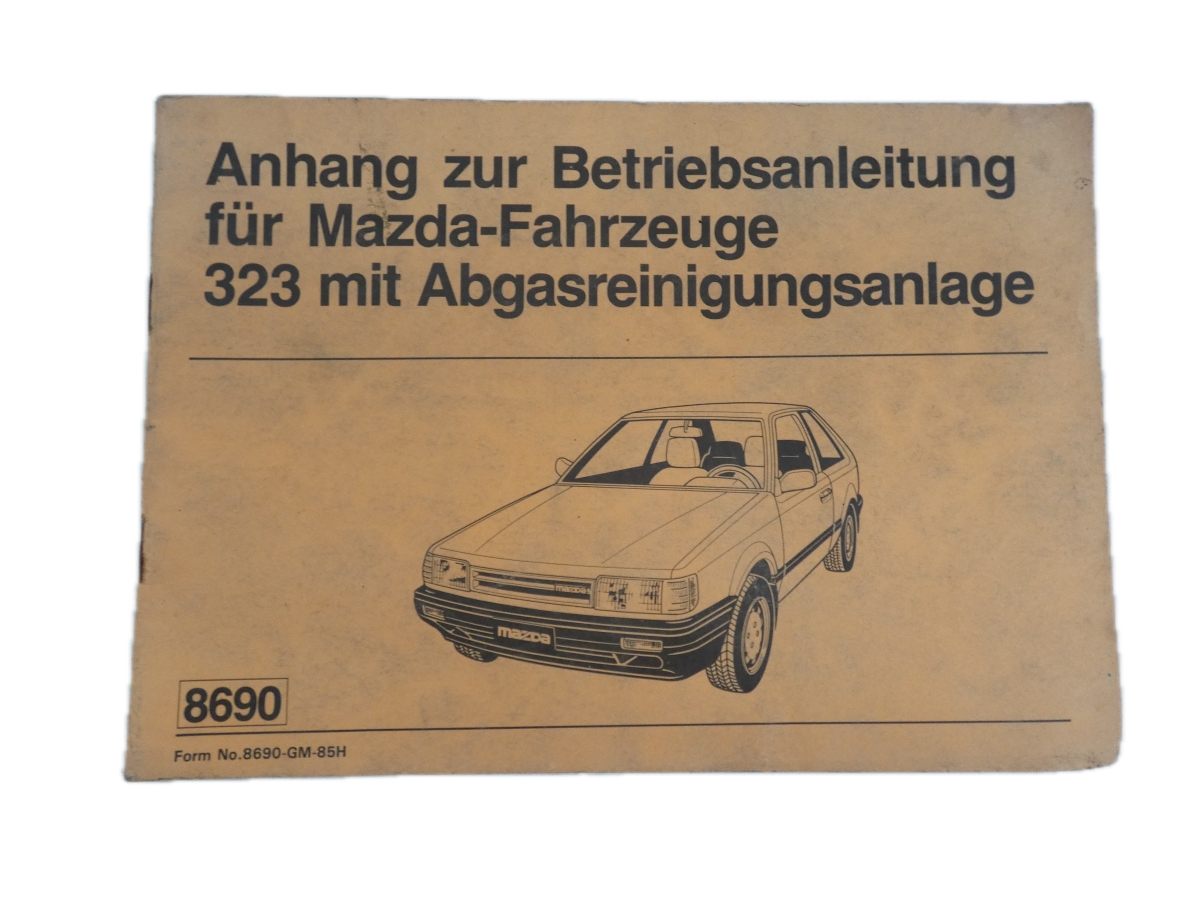 Anhang zur Betriebsanleitung
für Mazda-Fahrzeuge
323 mit Abgasreinigungsanlage
mazda
mazda
8690
Form No.8690-GM-85H